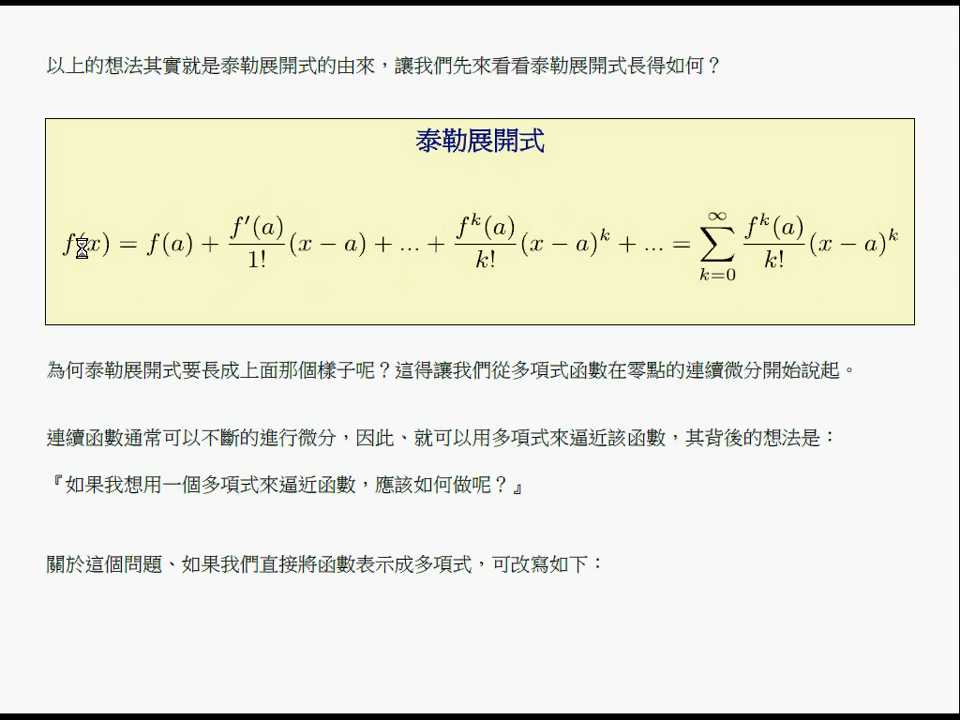 以上的想法其實就是泰勒展開式的由來，讓我們先來看看泰勒展開式長得如何？
泰勒展開式
f(x) = f(a) + \frac{f'(a)}{1!}(x − a) + ... + \frac{f^k(a)}{k!}(x − a)^k + ... = \sum_{k=0}^{∞} \frac{f^k(a)}{k!}(x − a)^k
為何泰勒展開式要長成上面那個樣子呢？這得讓我們從多項式函數在零點的連續微分開始說起。
連續函數通常可以不斷的進行微分，因此、就可以用多項式來逼近該函數，其背後的想法是：
『如果我想用一個多項式來逼近函數，應該如何做呢？』
關於這個問題、如果我們直接將函數表示成多項式，可改寫如下：